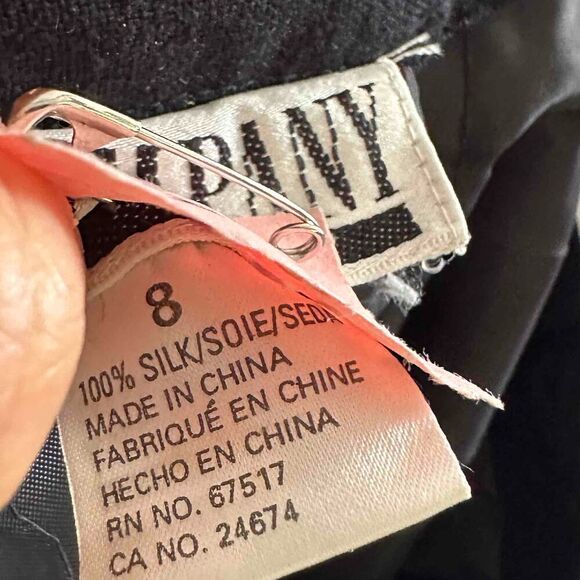 PANY
8
100% SILK/SOIE/SEDA
MADE IN CHINA
FABRIQUÉ EN CHINE
HECHO EN CHINA
RN NO. 67517
CA NO. 24674